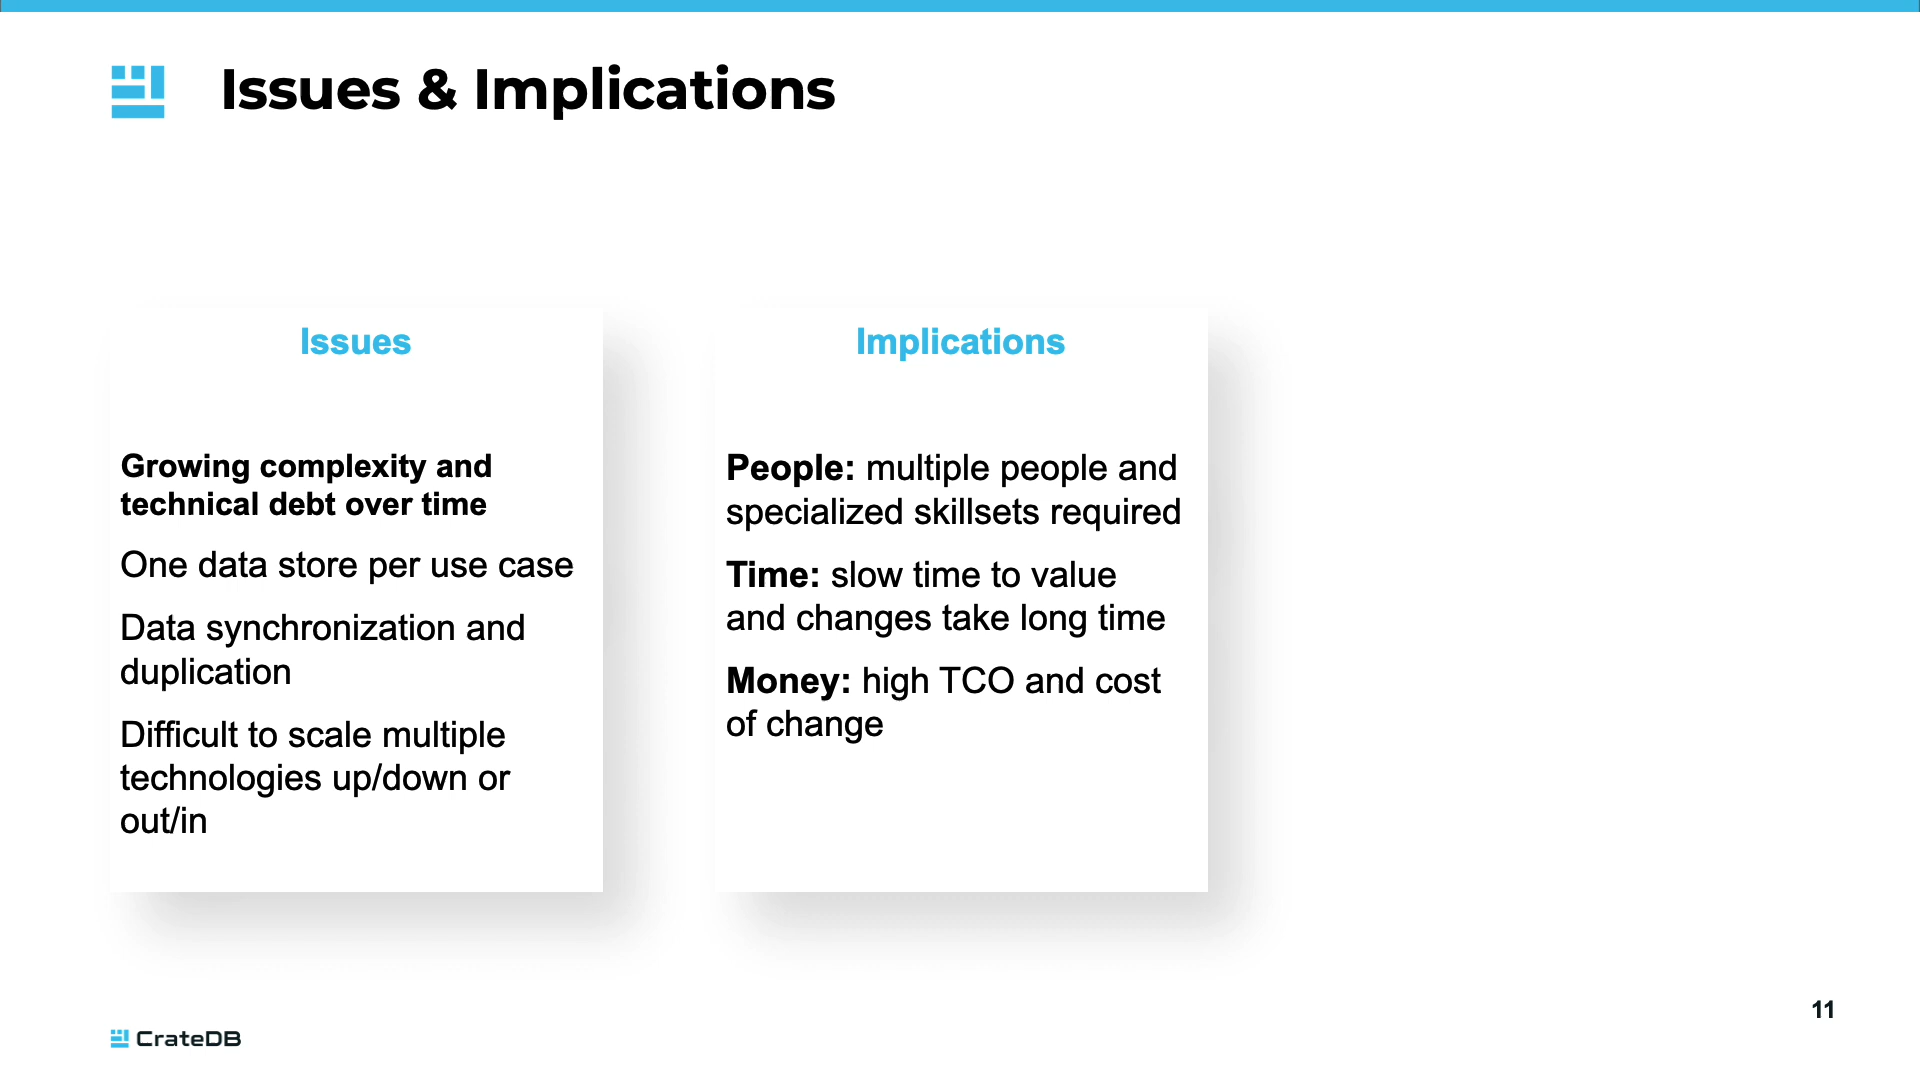 Issues & Implications
Issues
Growing complexity and
technical debt over time
One data store per use case
Data synchronization and
duplication
Difficult to scale multiple
technologies up/down or
out/in
Implications
People: multiple people and
specialized skillsets required
Time: slow time to value
and changes take long time
Money: high TCO and cost
of change
11
CrateDB